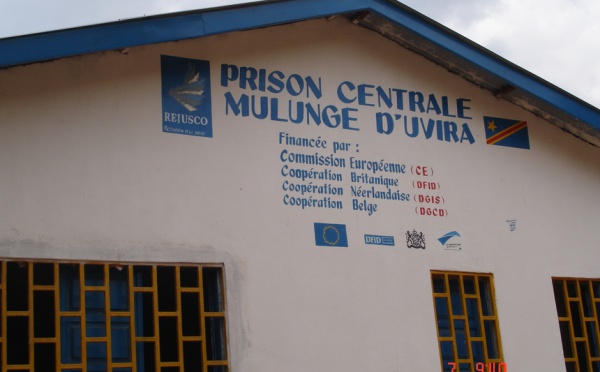 PRISON CENTRALE
MULUNGE D'UVIRA
REJUSCO
Financée par :
Commission Européenne (CE)
Coopération Britanique (DFID)
Coopération Néerlandaise (DGIS)
Coopération Belge (DGCD)
DFID